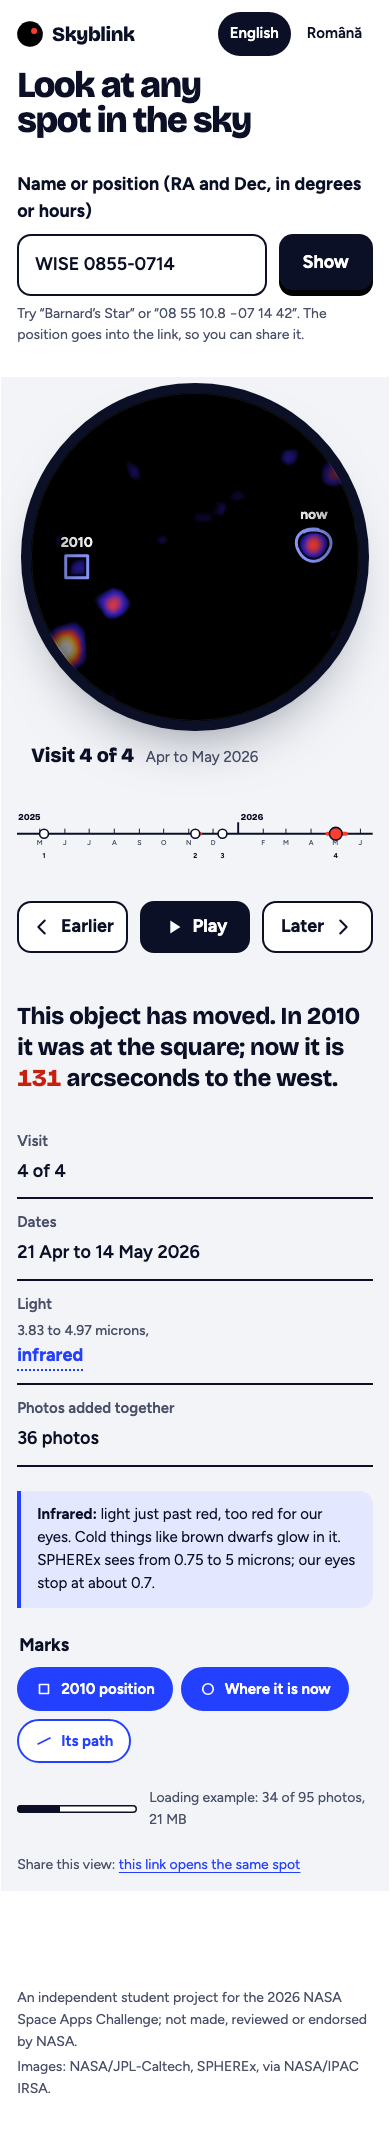 Skyblink
English
Română
Look at any
spot in the sky
Name or position (RA and Dec, in degrees
or hours)
WISE 0855-0714
Show
Try “Barnard’s Star” or “08 55 10.8 −07 14 42”. The
position goes into the link, so you can share it.
now
2010
Visit 4 of 4 Apr to May 2026
2025 2026
M J J A S O N D F M A M J
1 2 3 4
Earlier
Play
Later
This object has moved. In 2010
it was at the square; now it is
131 arcseconds to the west.
Visit
4 of 4
Dates
21 Apr to 14 May 2026
Light
3.83 to 4.97 microns,
infrared
Photos added together
36 photos
Infrared: light just past red, too red for our
eyes. Cold things like brown dwarfs glow in it.
SPHEREx sees from 0.75 to 5 microns; our eyes
stop at about 0.7.
Marks
2010 position
Where it is now
Its path
Loading example: 34 of 95 photos,
21 MB
Share this view: this link opens the same spot
An independent student project for the 2026 NASA
Space Apps Challenge; not made, reviewed or endorsed
by NASA.
Images: NASA/JPL-Caltech, SPHEREx, via NASA/IPAC
IRSA.